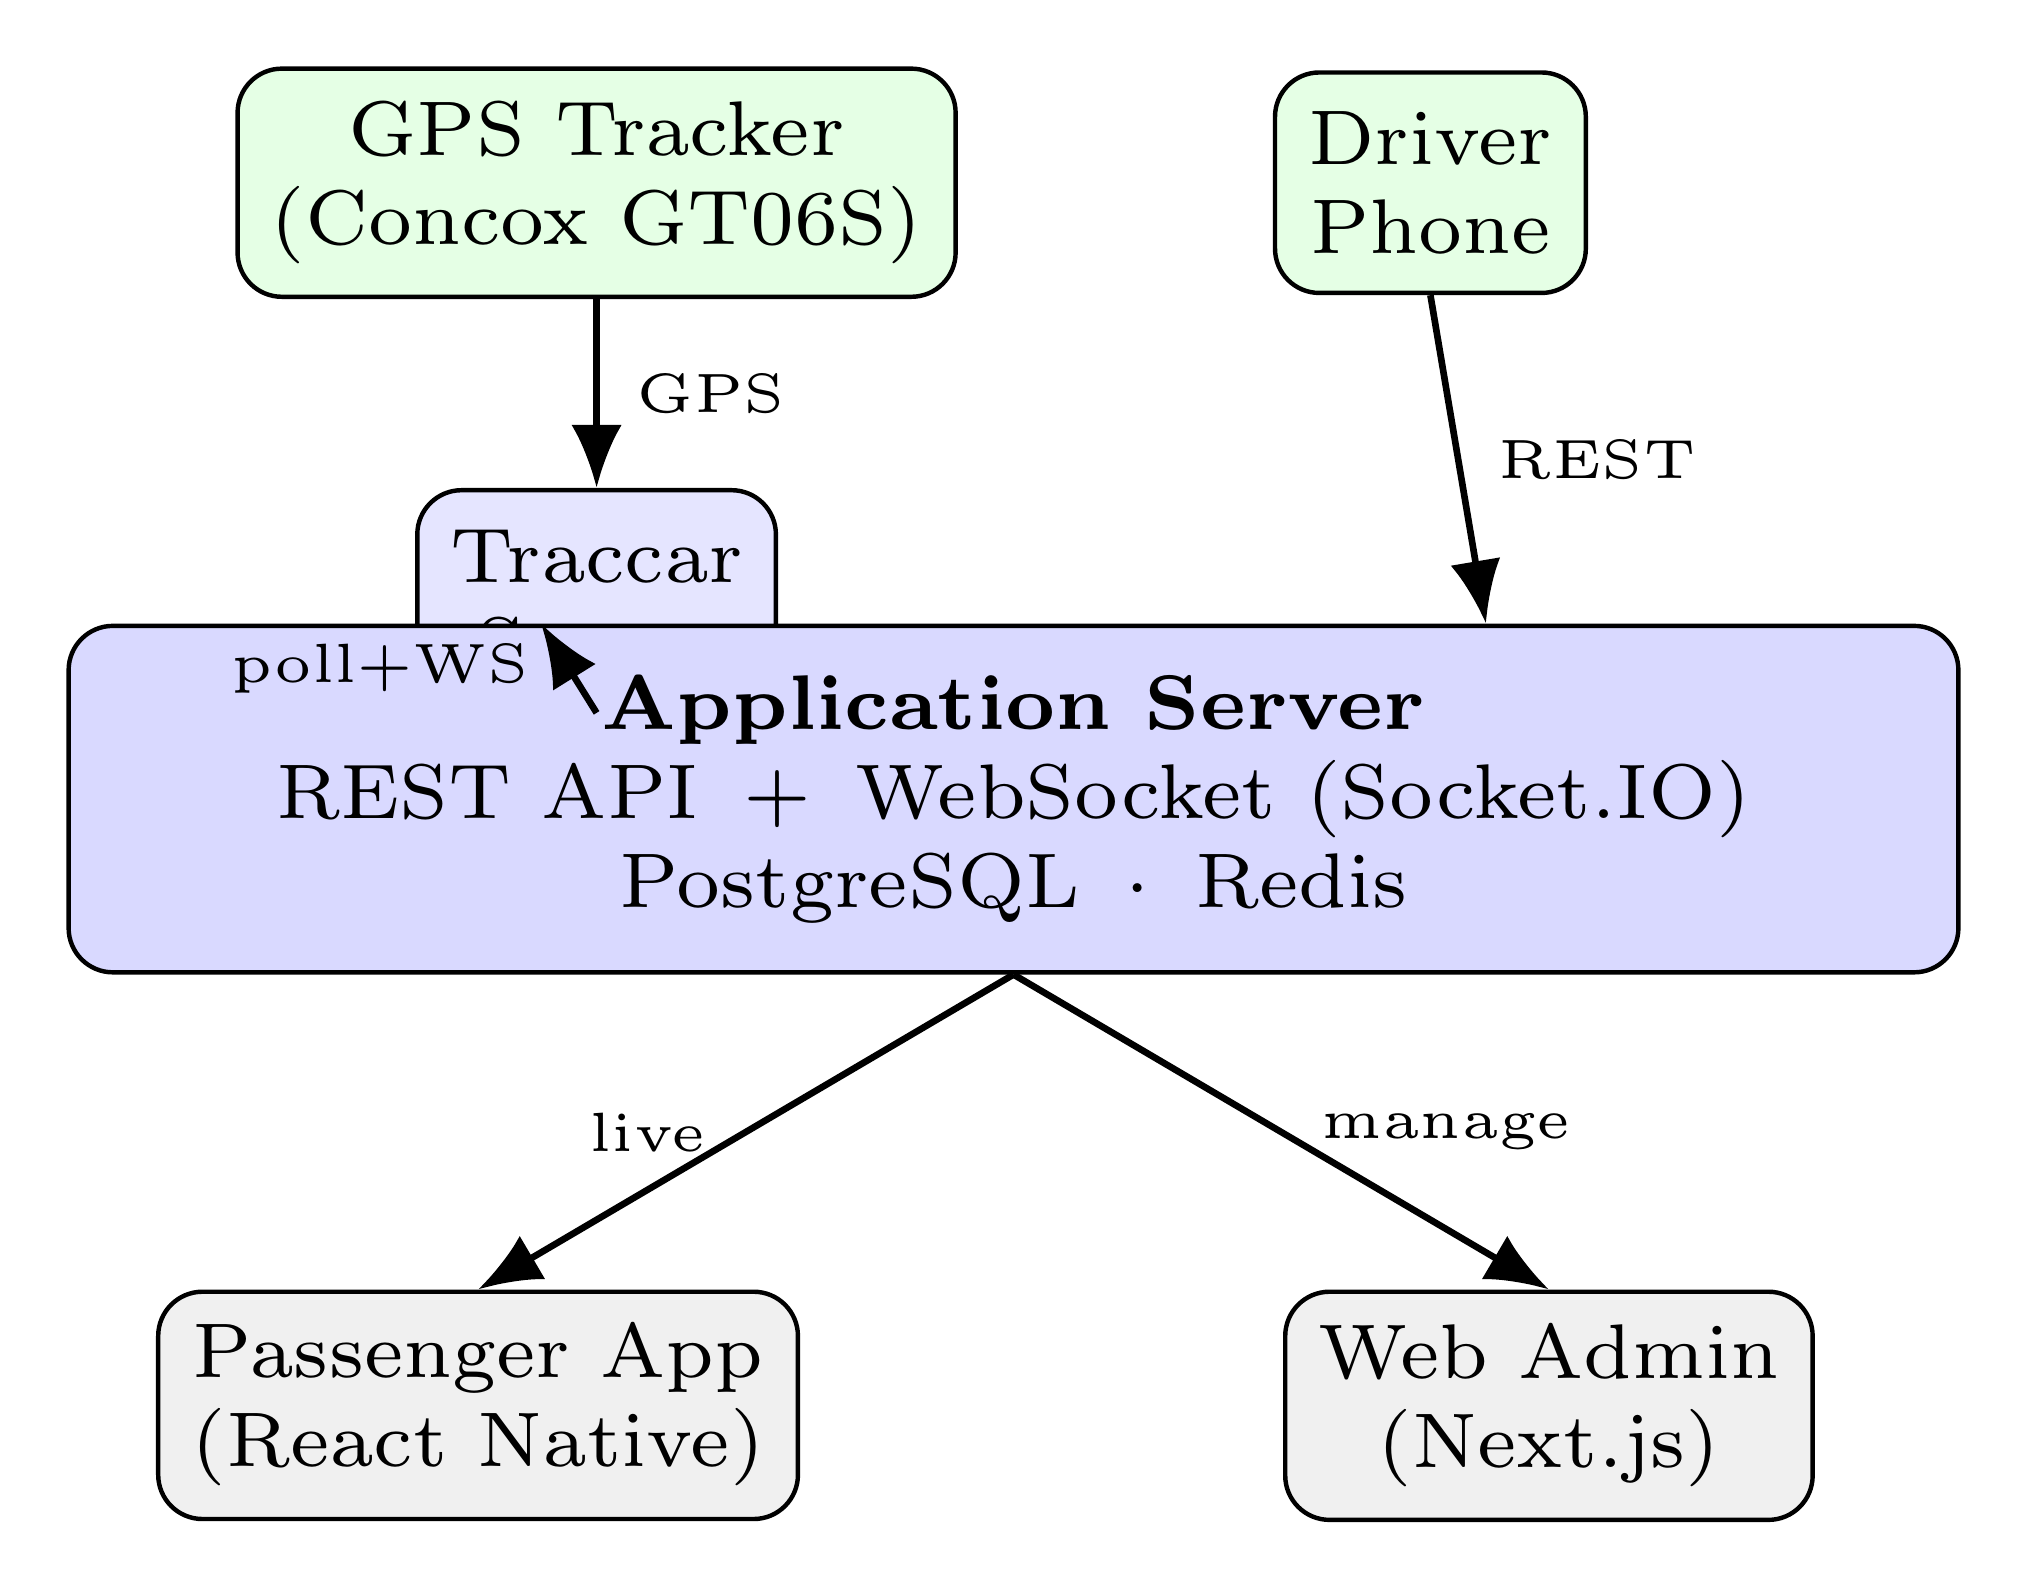 GPS Tracker
(Concox GT06S)
Driver
Phone
GPS
REST
Traccar
poll+WS
Application Server
REST API + WebSocket (Socket.IO)
PostgreSQL · Redis
live
manage
Passenger App
(React Native)
Web Admin
(Next.js)